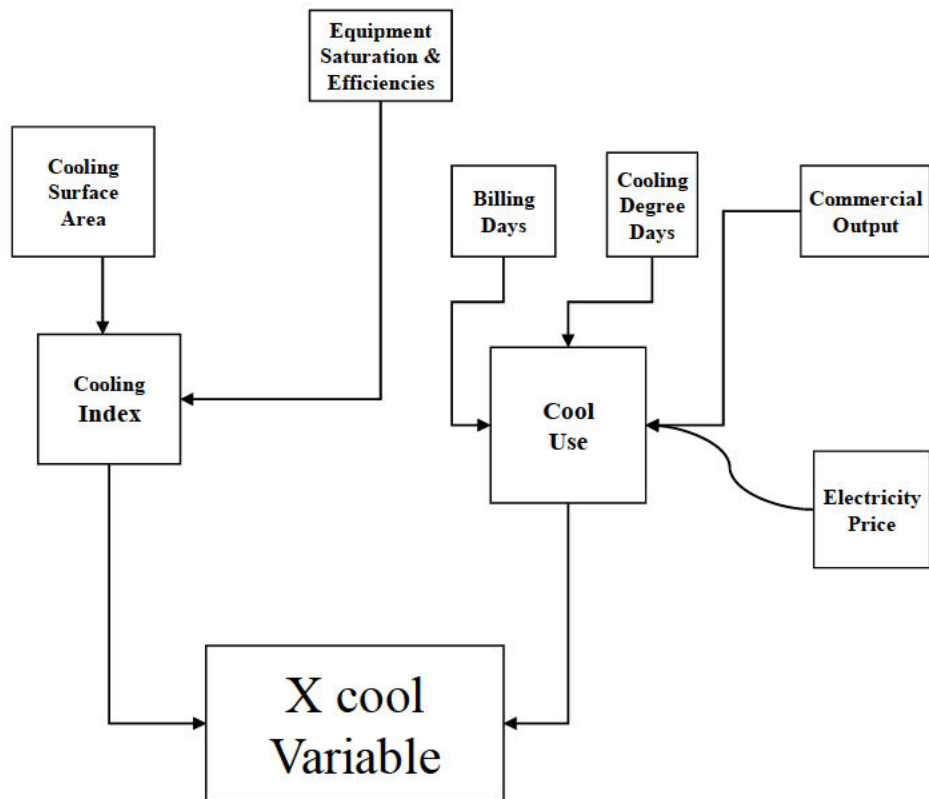 Equipment
Saturation &
Efficiencies
Cooling
Surface
Area
Billing
Days
Cooling
Degree
Days
Commercial
Output
Cooling
Index
Cool
Use
Electricity
Price
X cool
Variable